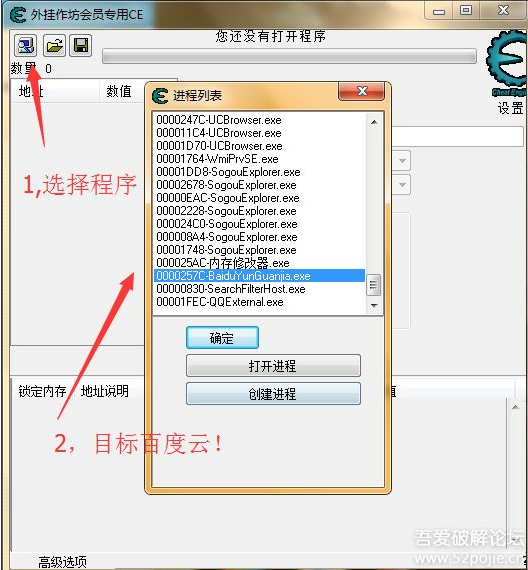 外挂作坊会员专用CE
您还没有打开程序
数量 0
地址 数值
Cheat Engine
设置
进程列表
0000247C-UCBrowser.exe
000011C4-UCBrowser.exe
00001D70-UCBrowser.exe
00001764-WmiPrvSE.exe
00001DD8-SogouExplorer.exe
00002678-SogouExplorer.exe
00000EAC-SogouExplorer.exe
00002228-SogouExplorer.exe
000024C0-SogouExplorer.exe
000008A4-SogouExplorer.exe
00001748-SogouExplorer.exe
000025AC-内存修改器.exe
0000257C-BaiduYunGuanjia.exe
00000830-SearchFilterHost.exe
00001FEC-QQExternal.exe
确定
打开进程
创建进程
1,选择程序
2，目标百度云！
锁定内存 地址说明 值
高级选项
吾爱破解论坛
www.52pojie.cn